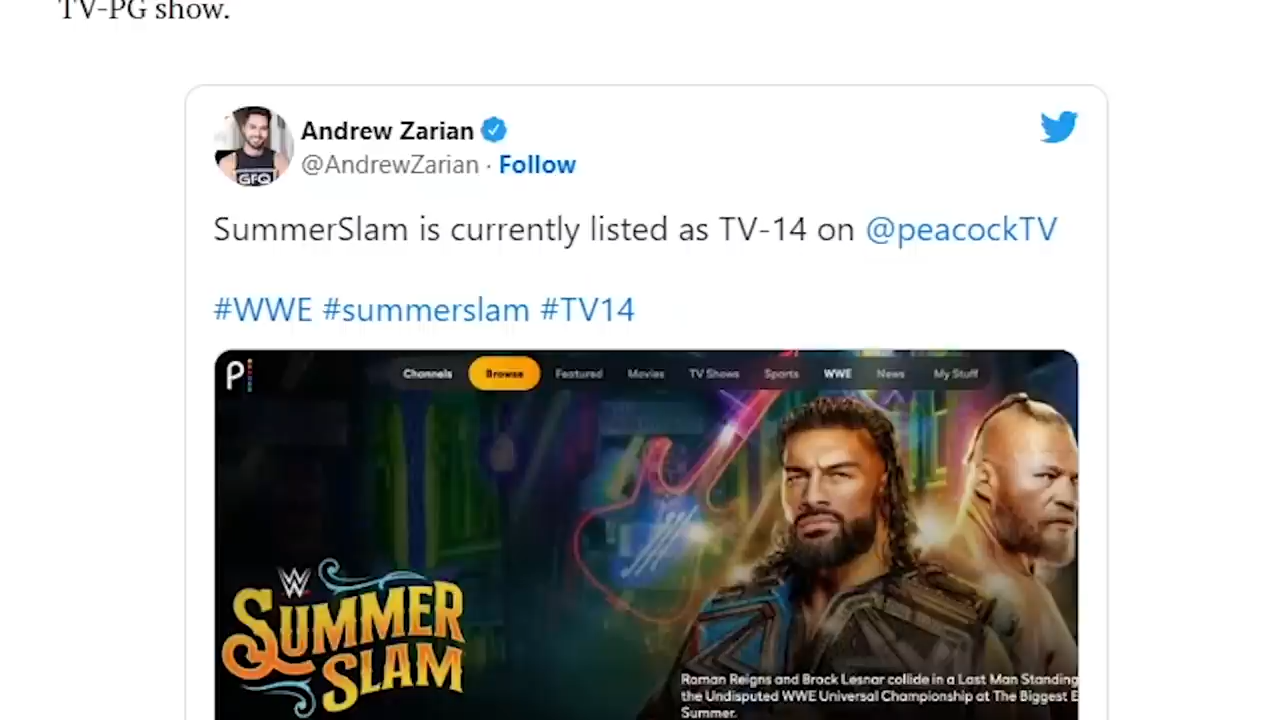 TV-PG show.
Andrew Zarian
@AndrewZarian · Follow
GFQ
SummerSlam is currently listed as TV-14 on @peacockTV
#WWE #summerslam #TV14
P
Channels Browse Featured Movies TV Shows Sports WWE News My Stuff
W
SUMMER
SLAM
Roman Reigns and Brock Lesnar collide in a Last Man Standing
the Undisputed WWE Universal Championship at The Biggest E
Summer.